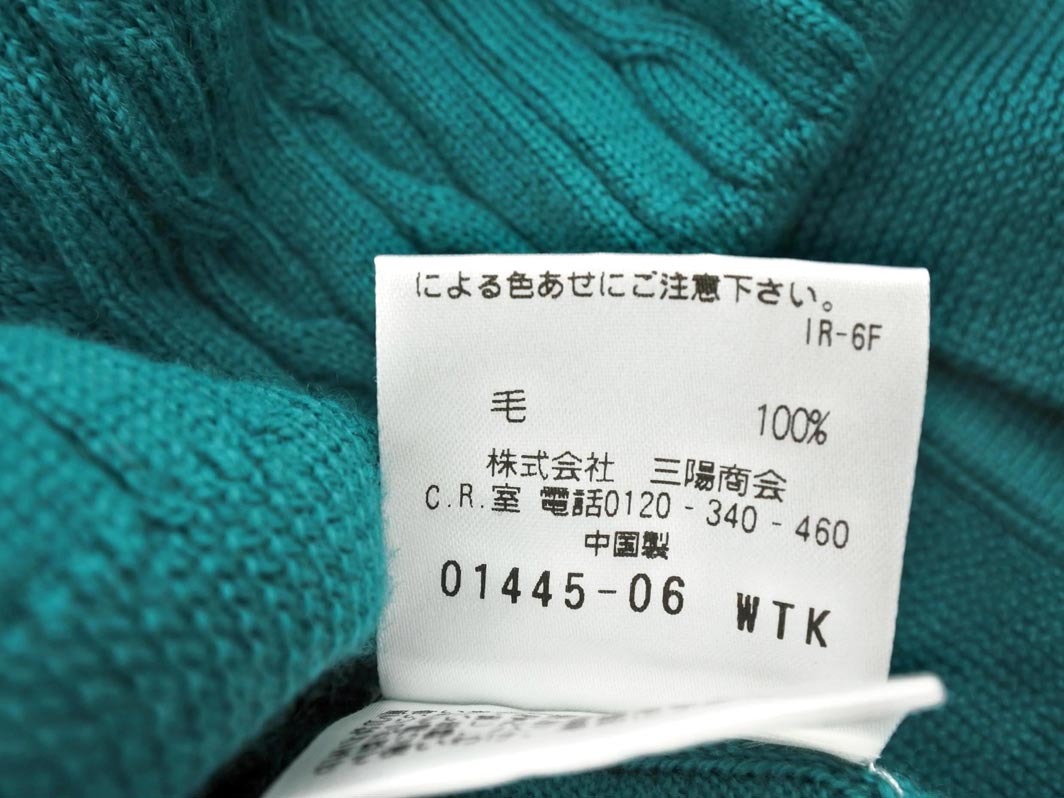 による色あせにご注意下さい。
IR-6F
毛 100%
株式会社 三陽商会
C.R.室 電話0120-340-460
中国製
01445-06 WTK